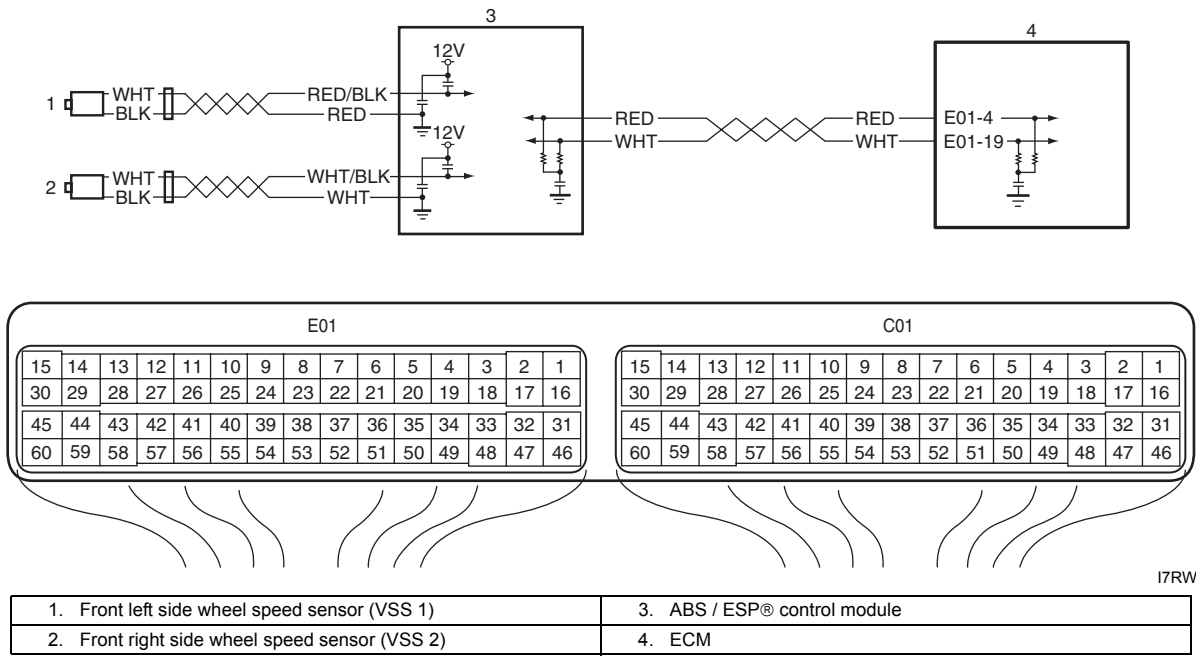 3
4
12V
1 WHT RED/BLK
BLK RED
RED RED E01-4
12V
WHT WHT E01-19
2 WHT WHT/BLK
BLK WHT
E01 C01
15 14 13 12 11 10 9 8 7 6 5 4 3 2 1 15 14 13 12 11 10 9 8 7 6 5 4 3 2 1
30 29 28 27 26 25 24 23 22 21 20 19 18 17 16 30 29 28 27 26 25 24 23 22 21 20 19 18 17 16
45 44 43 42 41 40 39 38 37 36 35 34 33 32 31 45 44 43 42 41 40 39 38 37 36 35 34 33 32 31
60 59 58 57 56 55 54 53 52 51 50 49 48 47 46 60 59 58 57 56 55 54 53 52 51 50 49 48 47 46
I7RW
1. Front left side wheel speed sensor (VSS 1) 3. ABS / ESP® control module
2. Front right side wheel speed sensor (VSS 2) 4. ECM